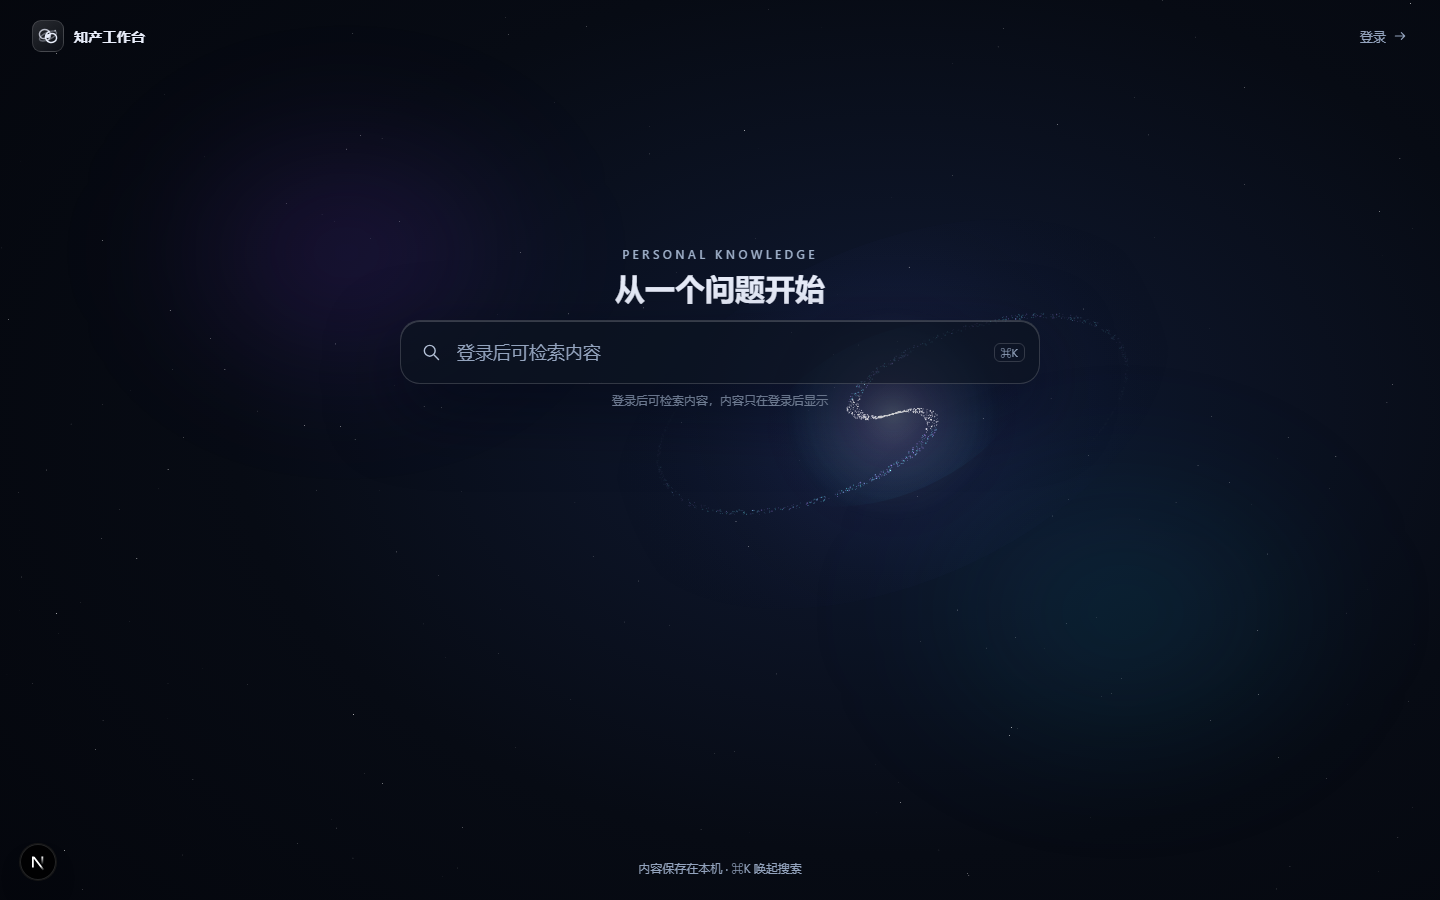 知产工作台
登录 →
PERSONAL KNOWLEDGE
从一个问题开始
登录后可检索内容
⌘K
登录后可检索内容，内容只在登录后显示
N
内容保存在本机 · ⌘K 唤起搜索